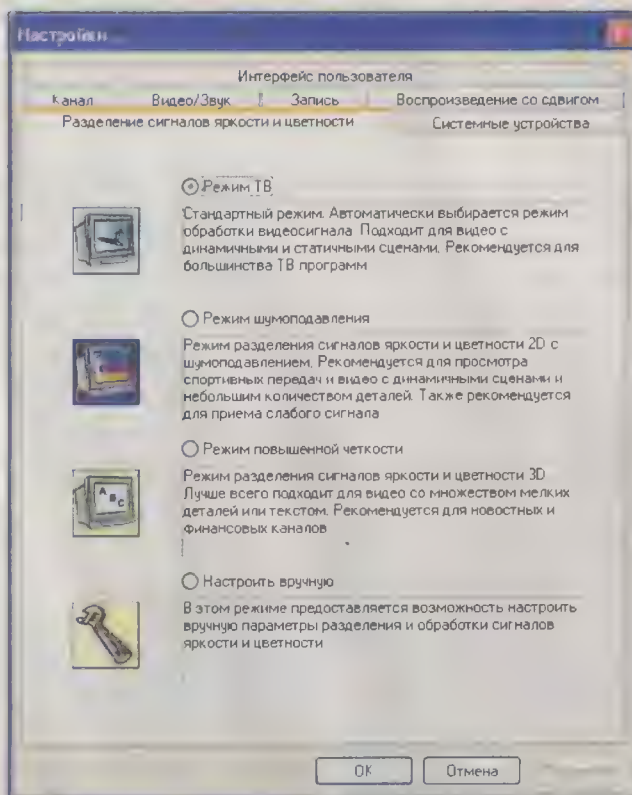 Настройки...
Интерфейс пользователя
Канал Видео/Звук Запись Воспроизведение со сдвигом
Разделение сигналов яркости и цветности Системные устройства
Режим ТВ
Стандартный режим. Автоматически выбирается режим
обработки видеосигнала. Подходит для видео с
динамичными и статичными сценами. Рекомендуется для
большинства ТВ программ
Режим шумоподавления
Режим разделения сигналов яркости и цветности 2D с
шумоподавлением. Рекомендуется для просмотра
спортивных передач и видео с динамичными сценами и
небольшим количеством деталей. Также рекомендуется
для приема слабого сигнала
Режим повышенной четкости
Режим разделения сигналов яркости и цветности 3D
Лучше всего подходит для видео со множеством мелких
деталей или текстом. Рекомендуется для новостных и
финансовых каналов
A B C
Настроить вручную
В этом режиме предоставляется возможность настроить
вручную параметры разделения и обработки сигналов
яркости и цветности
OK Отмена